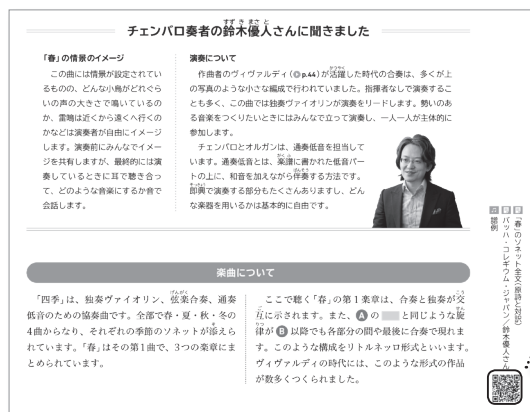 チェンバロ奏者の鈴木優人さんに聞きました
「春」の情景のイメージ
この曲には情景が設定されてい
るものの、どんな小鳥がどれぐら
いの声の大きさで鳴いているの
か、雷鳴は近くから遠くへ行くの
かなどは演奏者が自由にイメージ
します。演奏前にみんなでイメー
ジを共有しますが、最終的には演
奏しているときに耳で聴き合っ
て、どのような音楽にするか音で
会話します。
演奏について
作曲者のヴィヴァルディ(p.44)が活躍した時代の合奏は、多くが上
の写真のような小さな編成で行われていました。指揮者なしで演奏するこ
とも多く、この曲では独奏ヴァイオリンが演奏をリードします。勢いのあ
る音楽をつくりたいときにはみんなで立って演奏し、一人一人が主体的に
参加します。
チェンバロとオルガンは、通奏低音を担当して
います。通奏低音とは、楽譜に書かれた低音パー
トの上に、和音を加えながら伴奏する方法です。
即興で演奏する部分もたくさんありますし、どん
な楽器を用いるかは基本的に自由です。
「春」のソネット全文(原詩と対訳)
バッハ・コレギウム・ジャパン/鈴木優人さん
譜例
楽曲について
「四季」は、独奏ヴァイオリン、弦楽合奏、通奏
低音のための協奏曲です。全部で春・夏・秋・冬の
4曲からなり、それぞれの季節のソネットが添えら
れています。「春」はその第1曲で、3つの楽章にま
とめられています。
ここで聴く「春」の第1楽章は、合奏と独奏が交
互に示されます。また、Aの と同じような旋
律がB以降でも各部分の間や最後に合奏で現れま
す。このような構成をリトルネッロ形式といいます。
ヴィヴァルディの時代には、このような形式の作品
が数多くつくられました。